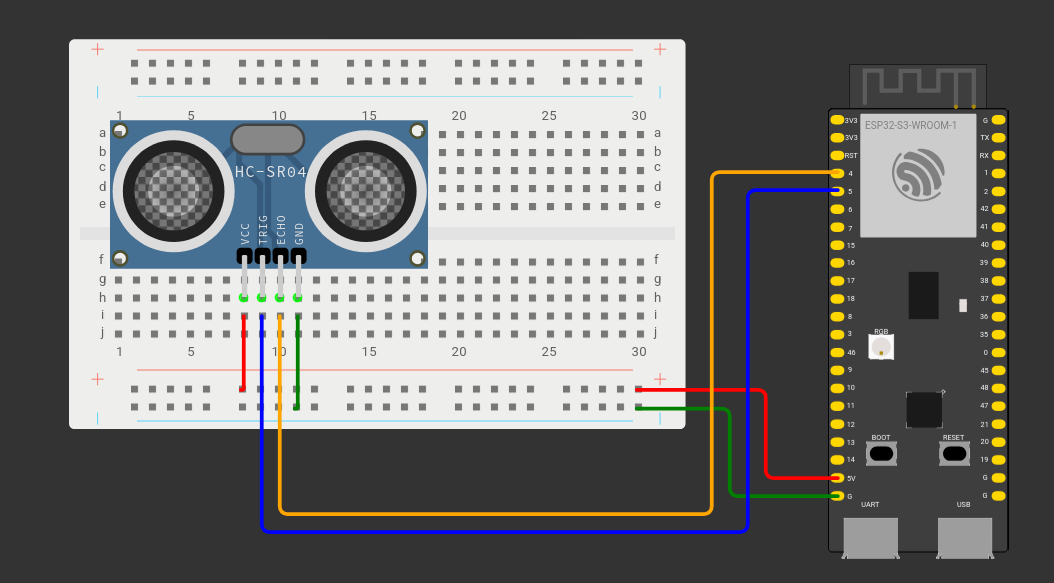 + +
| |
1 5 10 15 20 25 30
a a
b b
c c
d d
e e
HC-SR04
VCC
TRIG
ECHO
GND
f f
g g
h h
i i
j j
1 5 10 15 20 25 30
+ +
| |
ESP32-S3-WROOM-1
3V3 G
3V3 TX
RST RX
4 1
5 2
6 42
7 41
15 40
16 39
17 38
18 37
8 36
3 35
RGB
46 0
9 45
10 48
11 47
12 21
BOOT RESET
13 20
14 19
5V G
G G
UART USB